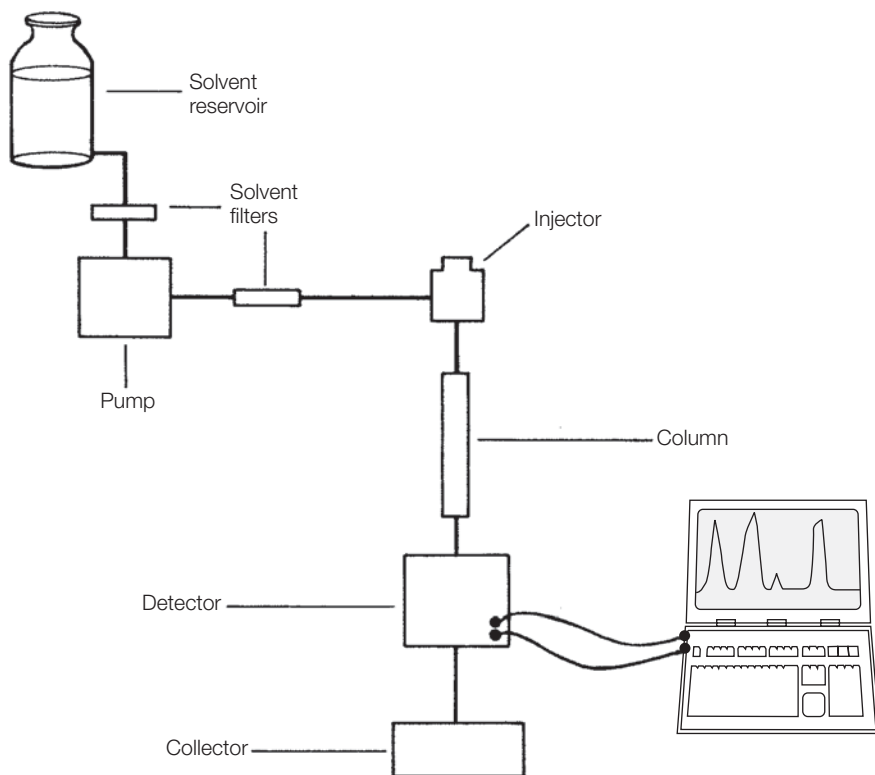 Solvent
reservoir
Solvent
filters
Injector
Pump
Column
Detector
Collector